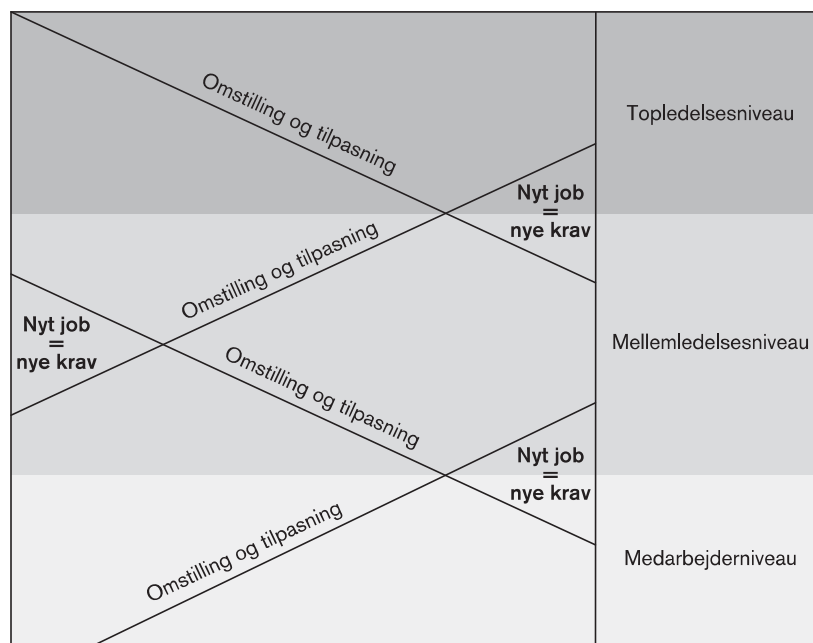 Omstilling og tilpasning
Topledelsesniveau
Nyt job
=
nye krav
Omstilling og tilpasning
Nyt job
=
nye krav
Mellemledelsesniveau
Omstilling og tilpasning
Nyt job
=
nye krav
Omstilling og tilpasning
Medarbejderniveau